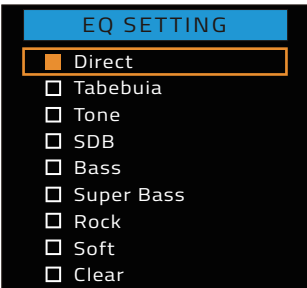 EQ SETTING
Direct
Tabebuia
Tone
SDB
Bass
Super Bass
Rock
Soft
Clear